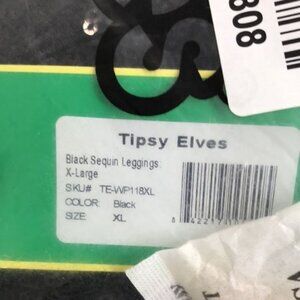 808
Tipsy Elves
Black Sequin Leggings:
X-Large
SKU# TE-WP118XL
COLOR: Black
SIZE: XL